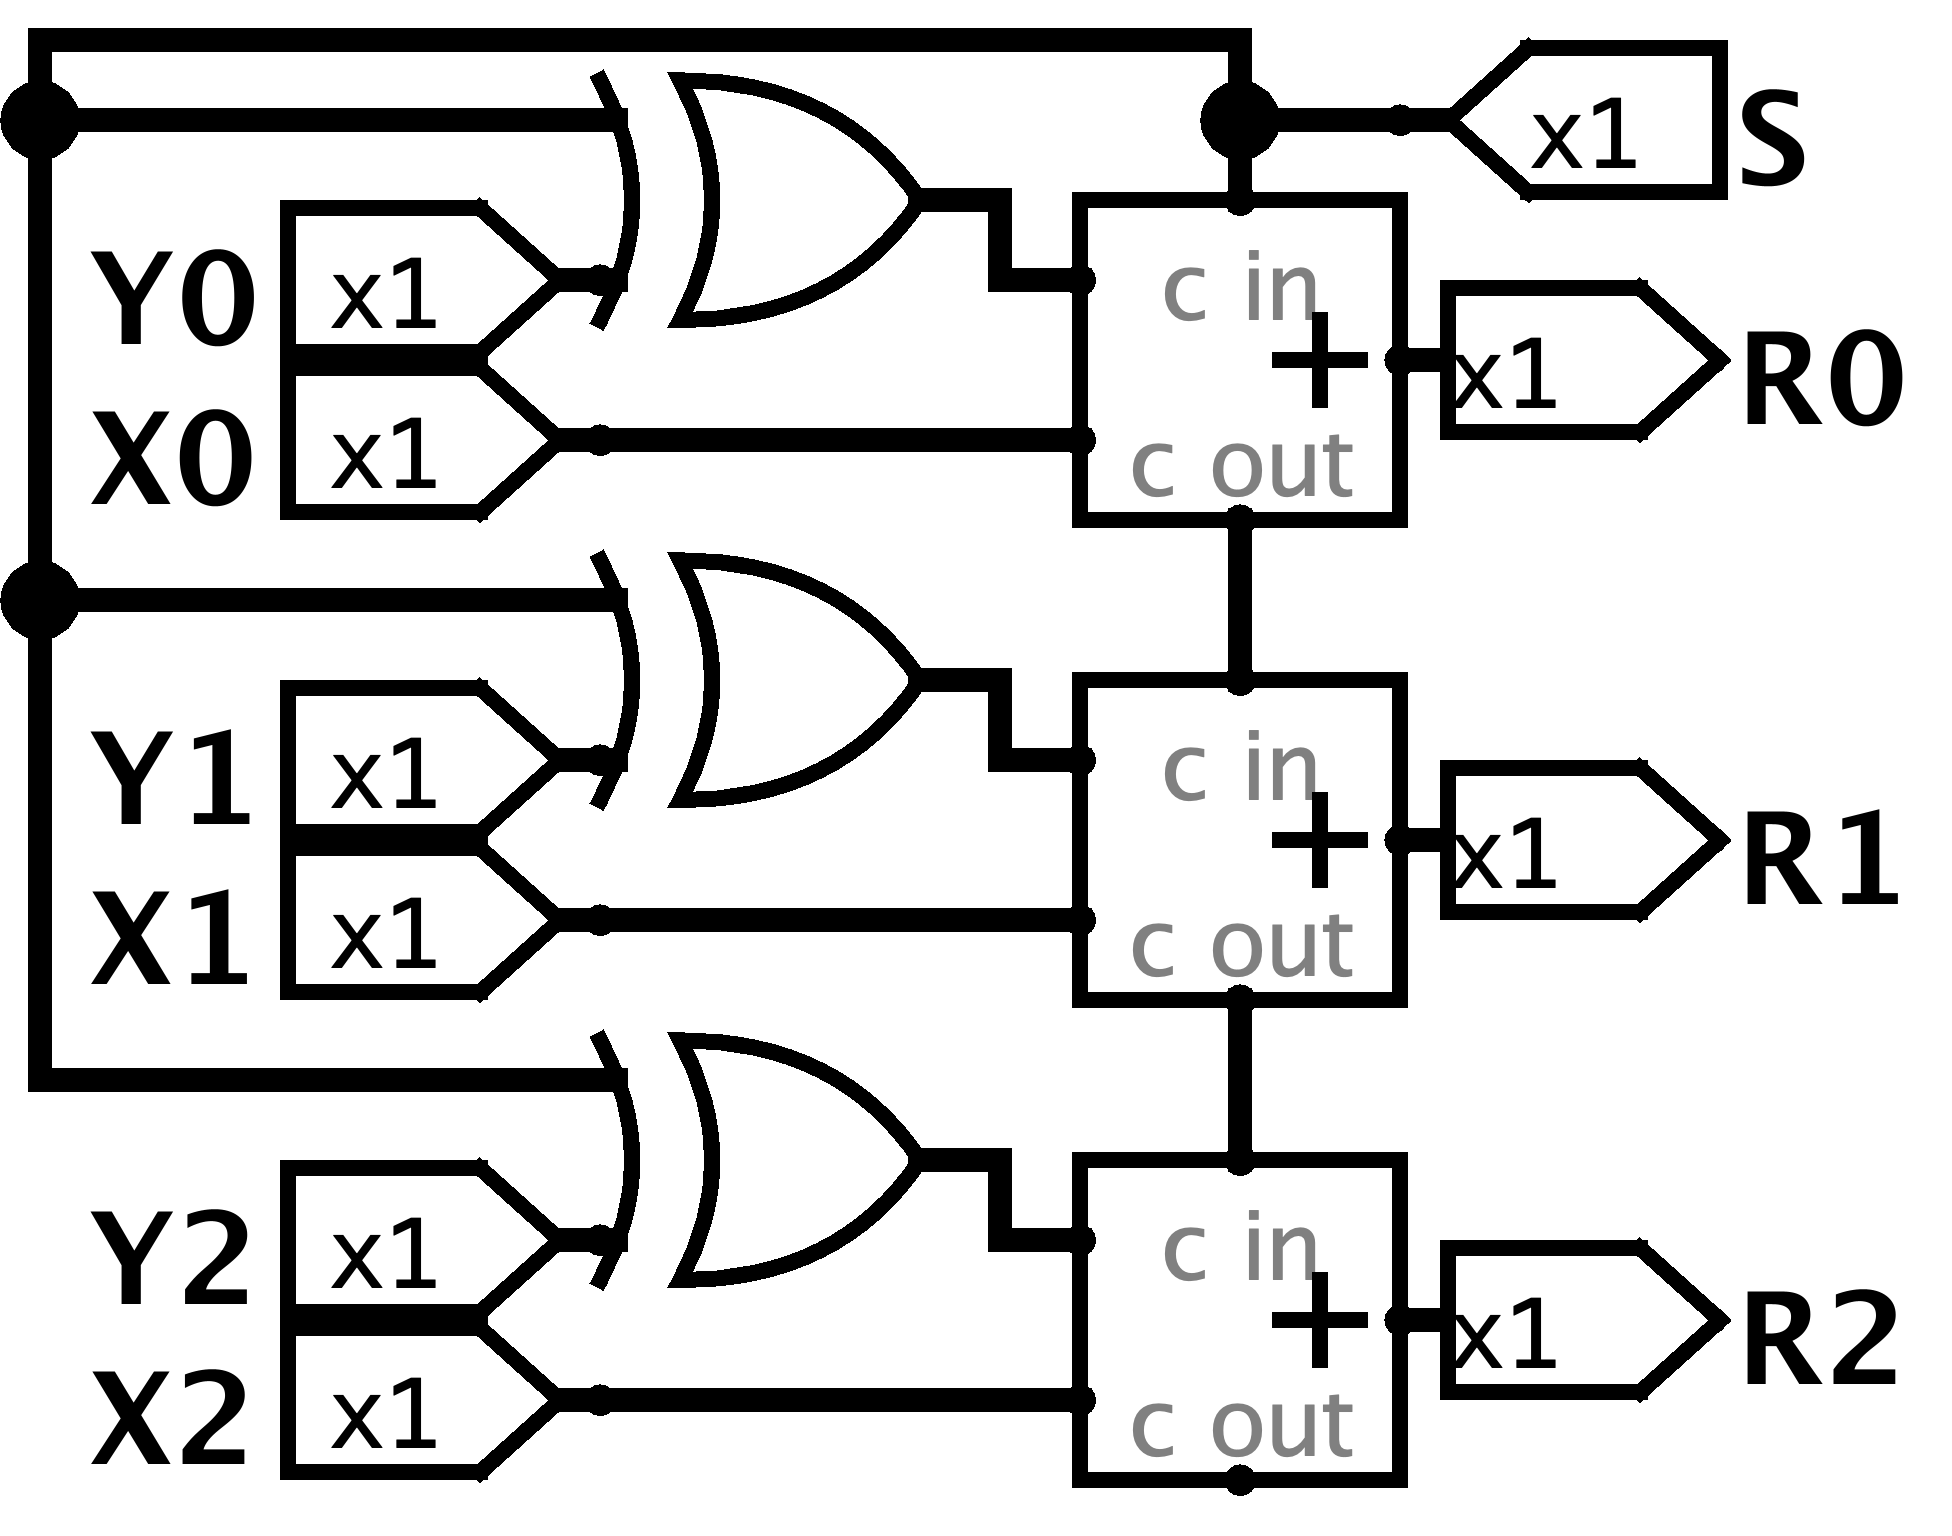 x1 S
Y0 x1
c in
X0 x1
x1 R0
c out
Y1 x1
c in
X1 x1
x1 R1
c out
Y2 x1
c in
X2 x1
x1 R2
c out